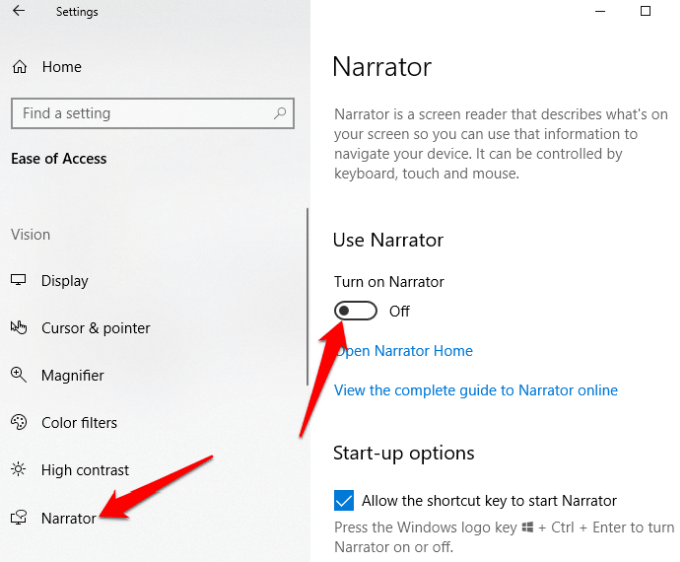 Settings
Home
Find a setting
Ease of Access
Vision
Display
Cursor & pointer
Magnifier
Color filters
High contrast
Narrator
Narrator
Narrator is a screen reader that describes what's on
your screen so you can use that information to
navigate your device. It can be controlled by
keyboard, touch and mouse.
Use Narrator
Turn on Narrator
Off
Open Narrator Home
View the complete guide to Narrator online
Start-up options
Allow the shortcut key to start Narrator
Press the Windows logo key + Ctrl + Enter to turn
Narrator on or off.